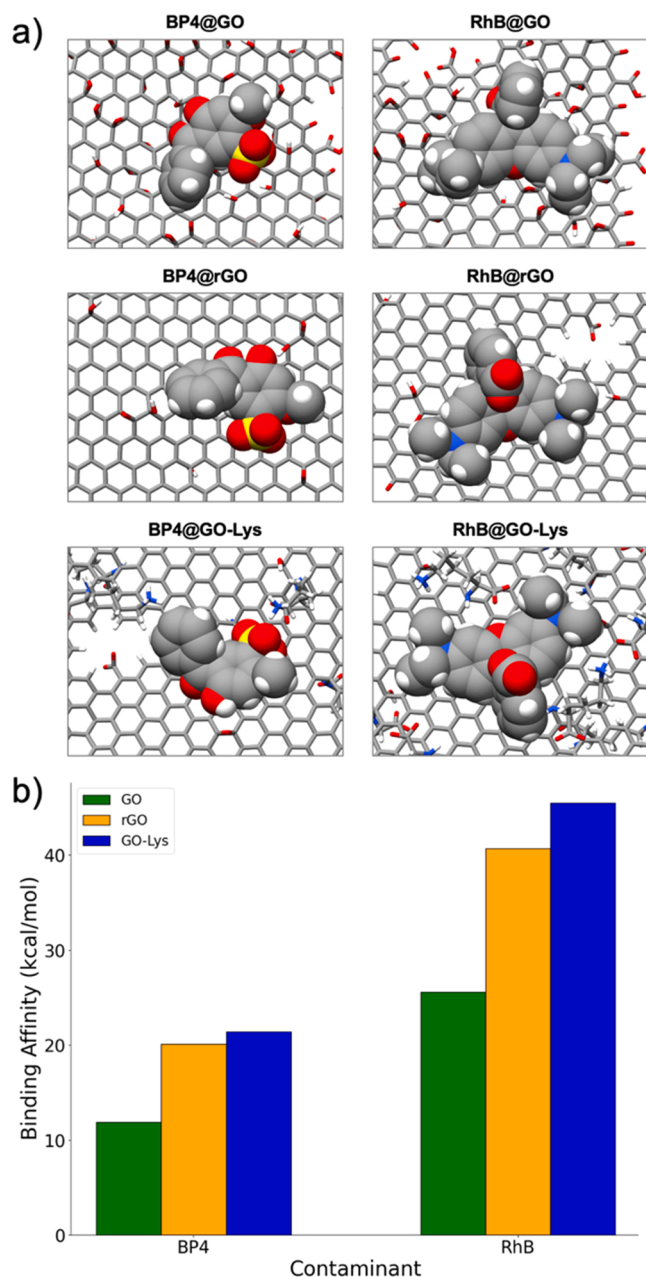 a)
BP4@GO
RhB@GO
BP4@rGO
RhB@rGO
BP4@GO-Lys
RhB@GO-Lys
b)
GO
rGO
GO-Lys
Binding Affinity (kcal/mol)
40
30
20
10
0
BP4
RhB
Contaminant